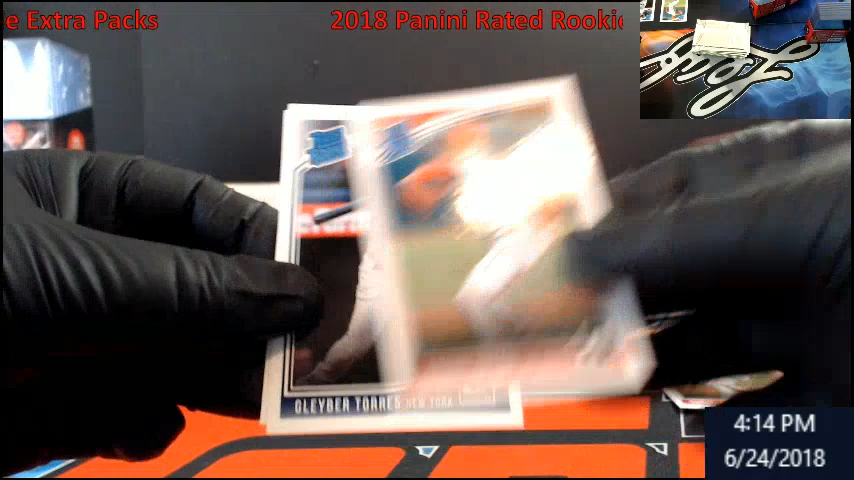 e Extra Packs
2018 Panini Rated Rookie
GLEYBER TORRES NEW YORK
4:14 PM
6/24/2018